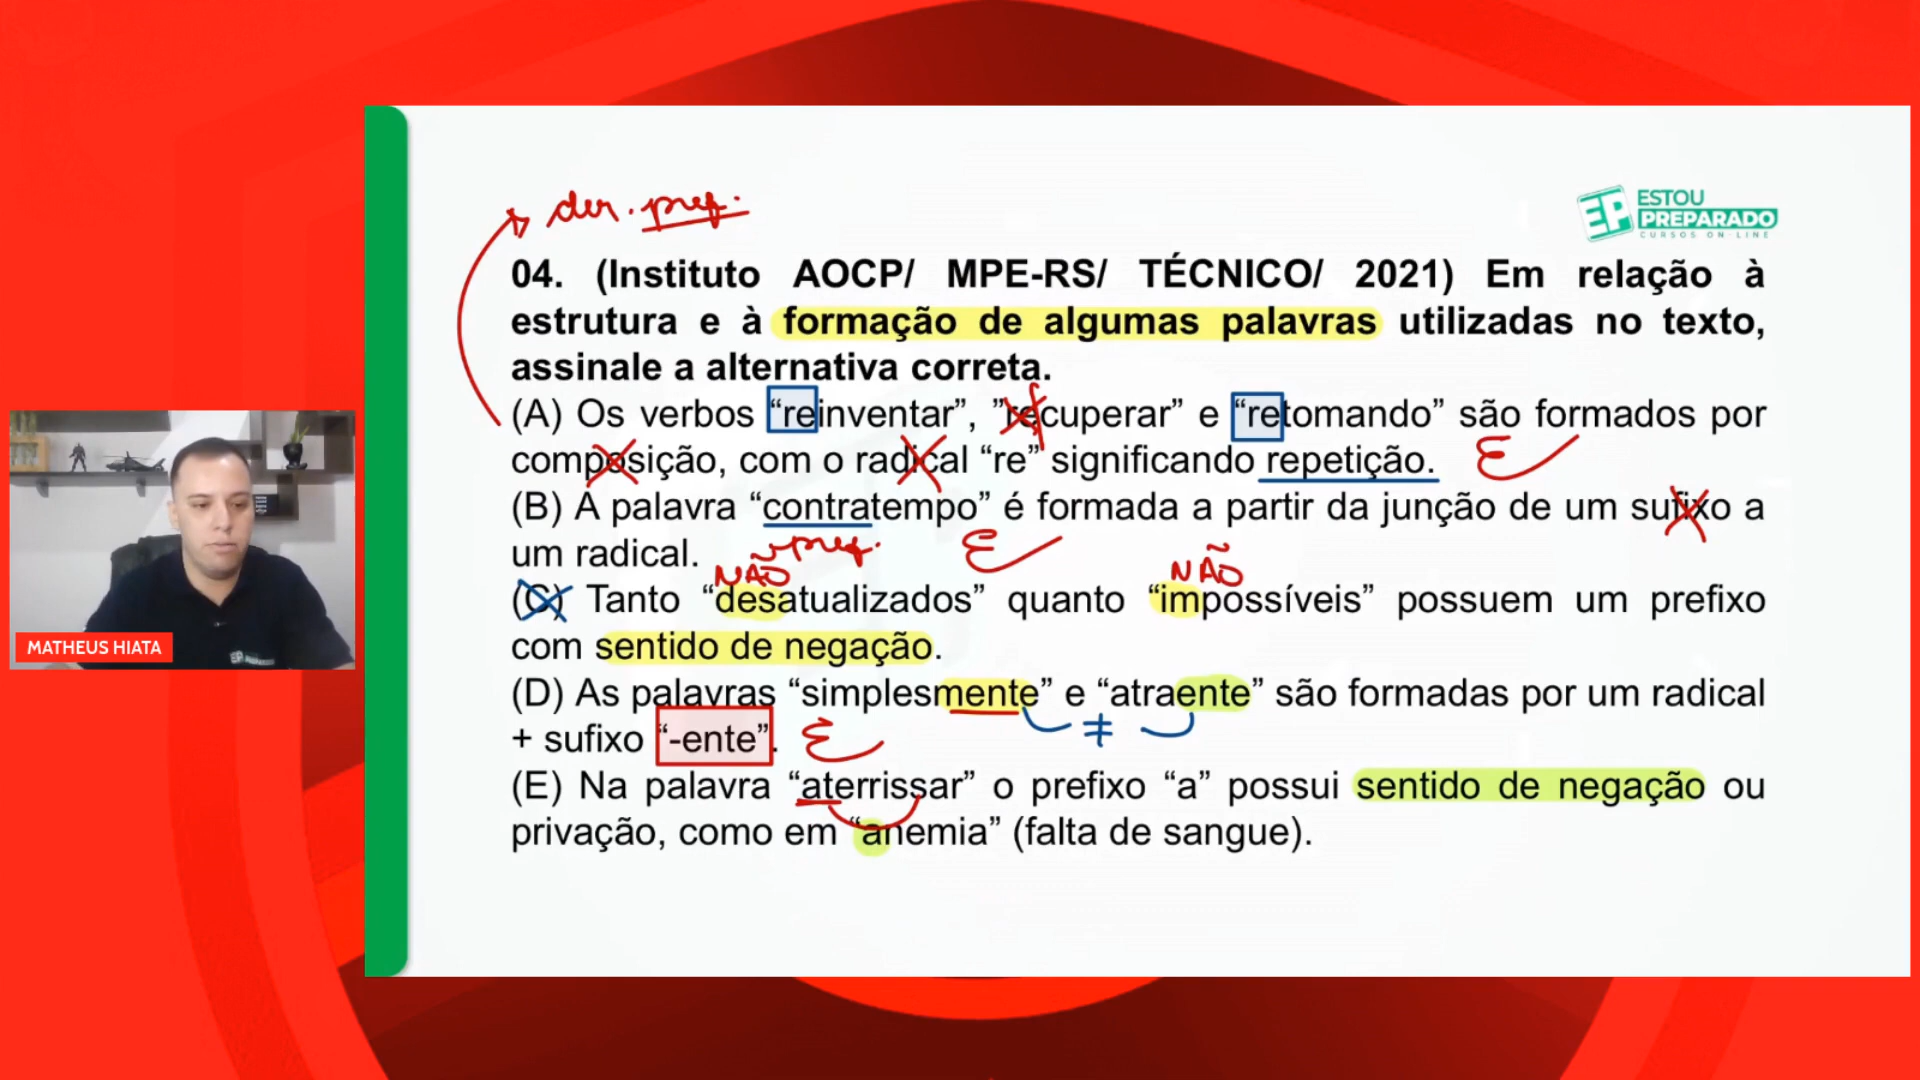 der. pref.
ESTOU
PREPARADO
CURSOS ON-LINE
04. (Instituto AOCP/ MPE-RS/ TÉCNICO/ 2021) Em relação à
estrutura e à formação de algumas palavras utilizadas no texto,
assinale a alternativa correta.
(A) Os verbos “reinventar”, ”recuperar” e “retomando” são formados por
composição, com o radical “re” significando repetição.
(B) A palavra “contratempo” é formada a partir da junção de um sufixo a
um radical.
pref.
NÃO
NÃO
(C) Tanto “desatualizados” quanto “impossíveis” possuem um prefixo
com sentido de negação.
(D) As palavras “simplesmente” e “atraente” são formadas por um radical
≠
+ sufixo “-ente”.
(E) Na palavra “aterrissar” o prefixo “a” possui sentido de negação ou
privação, como em “anemia” (falta de sangue).
MATHEUS HIATA